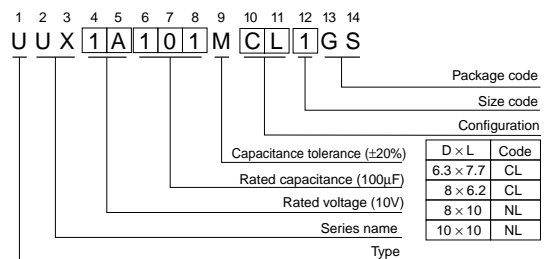 1 2 3 4 5 6 7 8 9 10 11 12 13 14
U U X 1 A 1 0 1 M C L 1 G S
Package code
Size code
Configuration
Capacitance tolerance (±20%)
Rated capacitance (100µF)
Rated voltage (10V)
Series name
Type
D × L Code
6.3 × 7.7 CL
8 × 6.2 CL
8 × 10 NL
10 × 10 NL